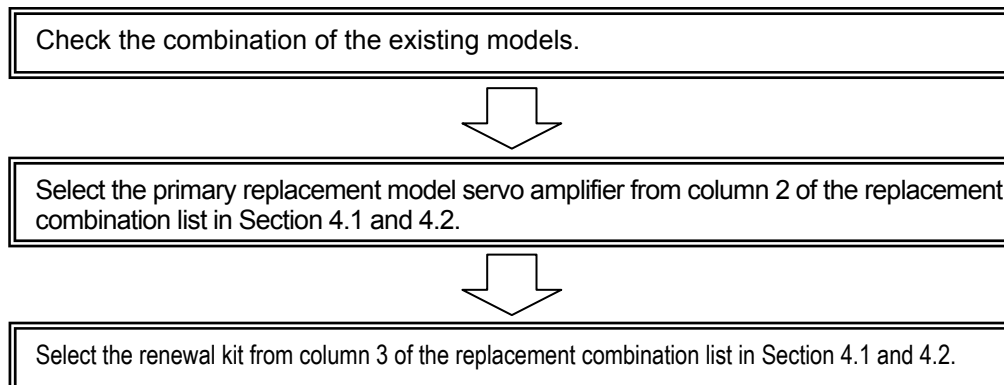 Check the combination of the existing models.
Select the primary replacement model servo amplifier from column 2 of the replacement
combination list in Section 4.1 and 4.2.
Select the renewal kit from column 3 of the replacement combination list in Section 4.1 and 4.2.